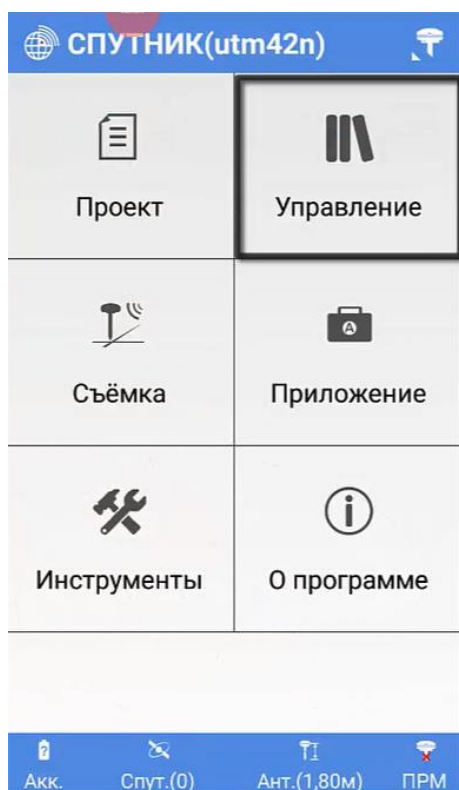 СПУТНИК(utm42n)
Проект
Управление
Съёмка
A
Приложение
Инструменты
О программе
?
Акк.
Спут.(0)
Ант.(1,80м)
ПРМ